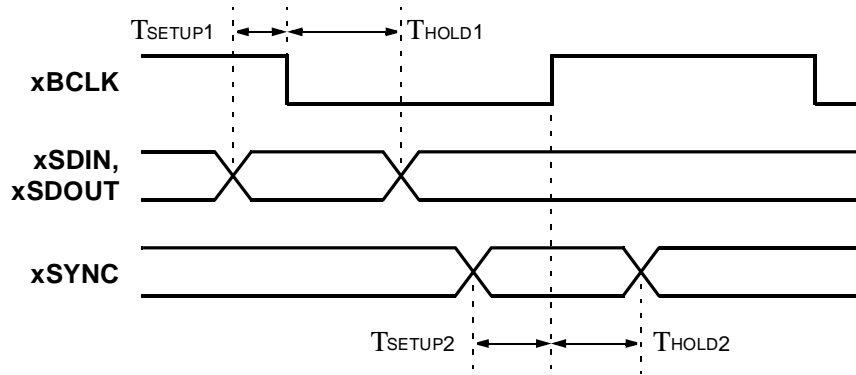 TSETUP1
THOLD1
xBCLK
xSDIN,
xSDOUT
xSYNC
TSETUP2
THOLD2